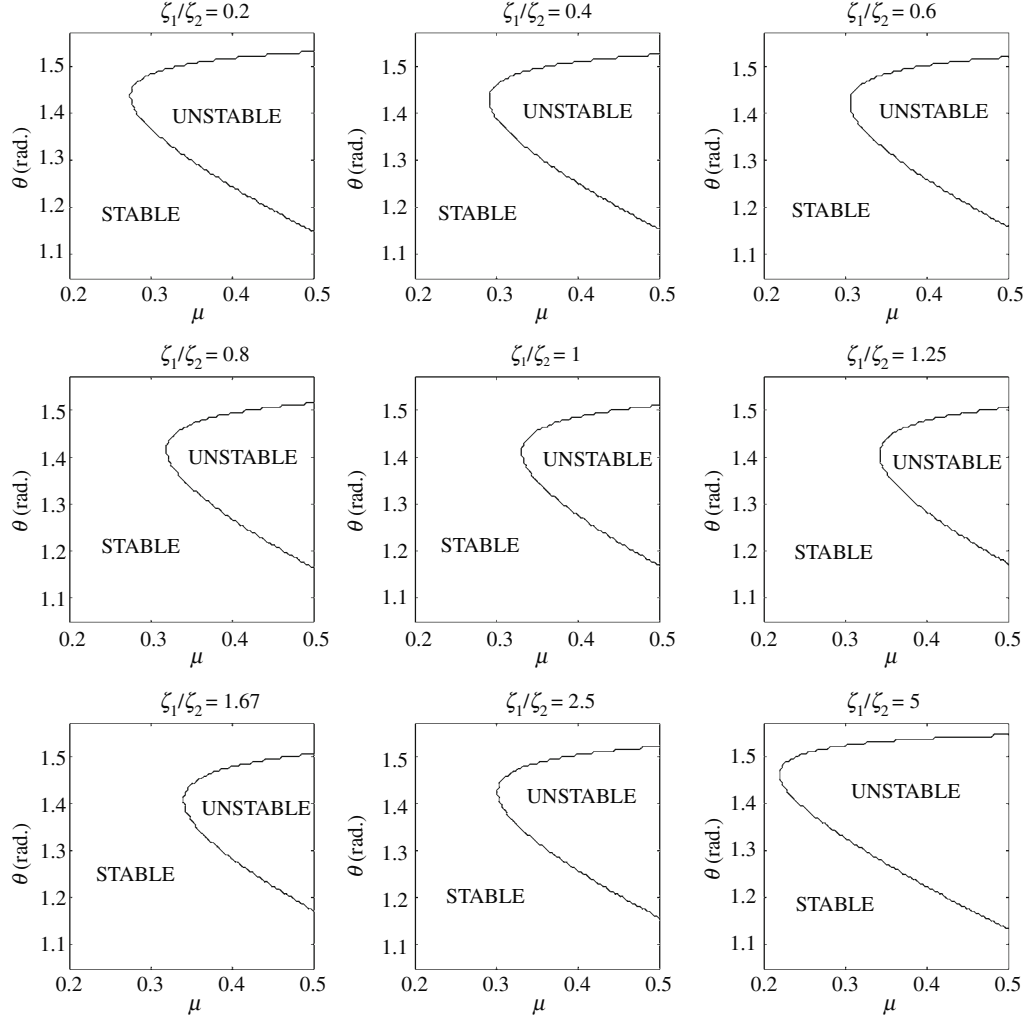 ζ₁/ζ₂ = 0.2
1.5
1.4
1.3
1.2
1.1
θ (rad.)
UNSTABLE
STABLE
0.2 0.3 0.4 0.5
μ
ζ₁/ζ₂ = 0.4
1.5
1.4
1.3
1.2
1.1
θ (rad.)
UNSTABLE
STABLE
0.2 0.3 0.4 0.5
μ
ζ₁/ζ₂ = 0.6
1.5
1.4
1.3
1.2
1.1
θ (rad.)
UNSTABLE
STABLE
0.2 0.3 0.4 0.5
μ
ζ₁/ζ₂ = 0.8
1.5
1.4
1.3
1.2
1.1
θ (rad.)
UNSTABLE
STABLE
0.2 0.3 0.4 0.5
μ
ζ₁/ζ₂ = 1
1.5
1.4
1.3
1.2
1.1
θ (rad.)
UNSTABLE
STABLE
0.2 0.3 0.4 0.5
μ
ζ₁/ζ₂ = 1.25
1.5
1.4
1.3
1.2
1.1
θ (rad.)
UNSTABLE
STABLE
0.2 0.3 0.4 0.5
μ
ζ₁/ζ₂ = 1.67
1.5
1.4
1.3
1.2
1.1
θ (rad.)
UNSTABLE
STABLE
0.2 0.3 0.4 0.5
μ
ζ₁/ζ₂ = 2.5
1.5
1.4
1.3
1.2
1.1
θ (rad.)
UNSTABLE
STABLE
0.2 0.3 0.4 0.5
μ
ζ₁/ζ₂ = 5
1.5
1.4
1.3
1.2
1.1
θ (rad.)
UNSTABLE
STABLE
0.2 0.3 0.4 0.5
μ